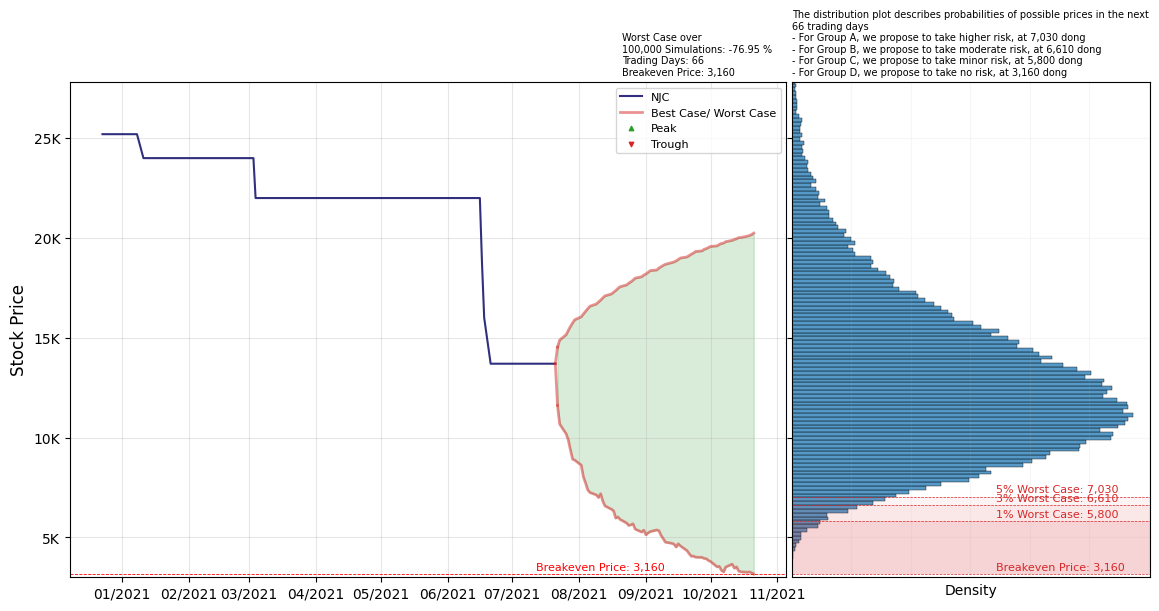 Worst Case over
100,000 Simulations: -76.95 %
Trading Days: 66
Breakeven Price: 3,160
The distribution plot describes probabilities of possible prices in the next
66 trading days
- For Group A, we propose to take higher risk, at 7,030 dong
- For Group B, we propose to take moderate risk, at 6,610 dong
- For Group C, we propose to take minor risk, at 5,800 dong
- For Group D, we propose to take no risk, at 3,160 dong
NJC
Best Case/ Worst Case
Peak
Trough
Stock Price
25K
20K
15K
10K
5K
Breakeven Price: 3,160
01/2021 02/2021 03/2021 04/2021 05/2021 06/2021 07/2021 08/2021 09/2021 10/2021 11/2021
5% Worst Case: 7,030
3% Worst Case: 6,610
1% Worst Case: 5,800
Breakeven Price: 3,160
Density